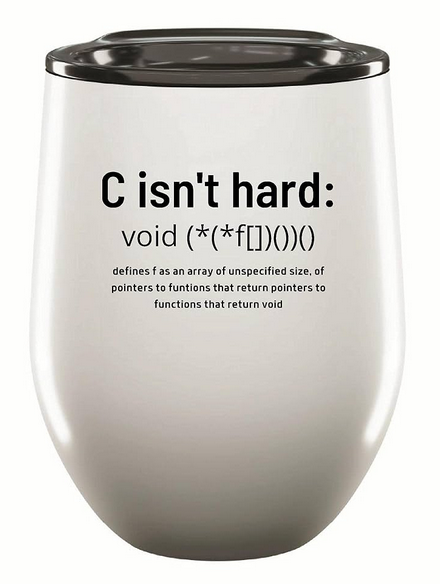 C isn't hard:
void (*(*f[])())()
defines f as an array of unspecified size, of
pointers to funtions that return pointers to
functions that return void